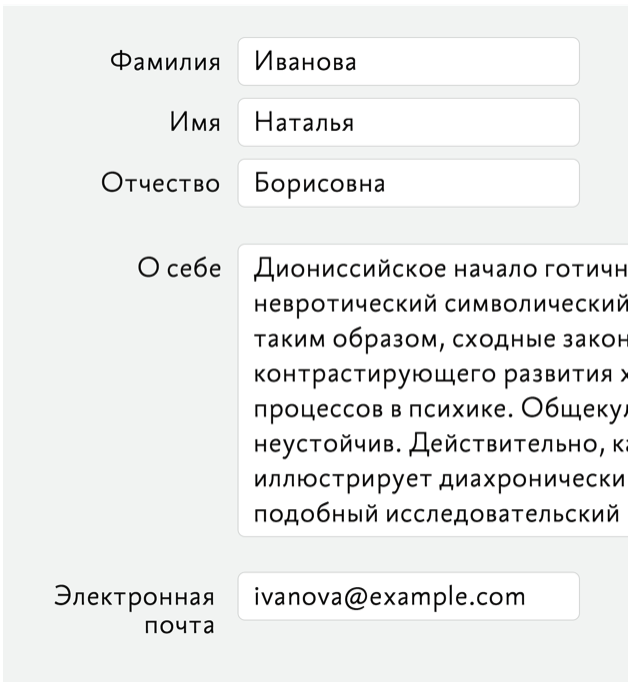 Фамилия Иванова
Имя Наталья
Отчество Борисовна
О себе Диониссийское начало готичн
невротический символический
таким образом, сходные закон
контрастирующего развития х
процессов в психике. Общекул
неустойчив. Действительно, ка
иллюстрирует диахронически
подобный исследовательский
Электронная ivanova@example.com
почта